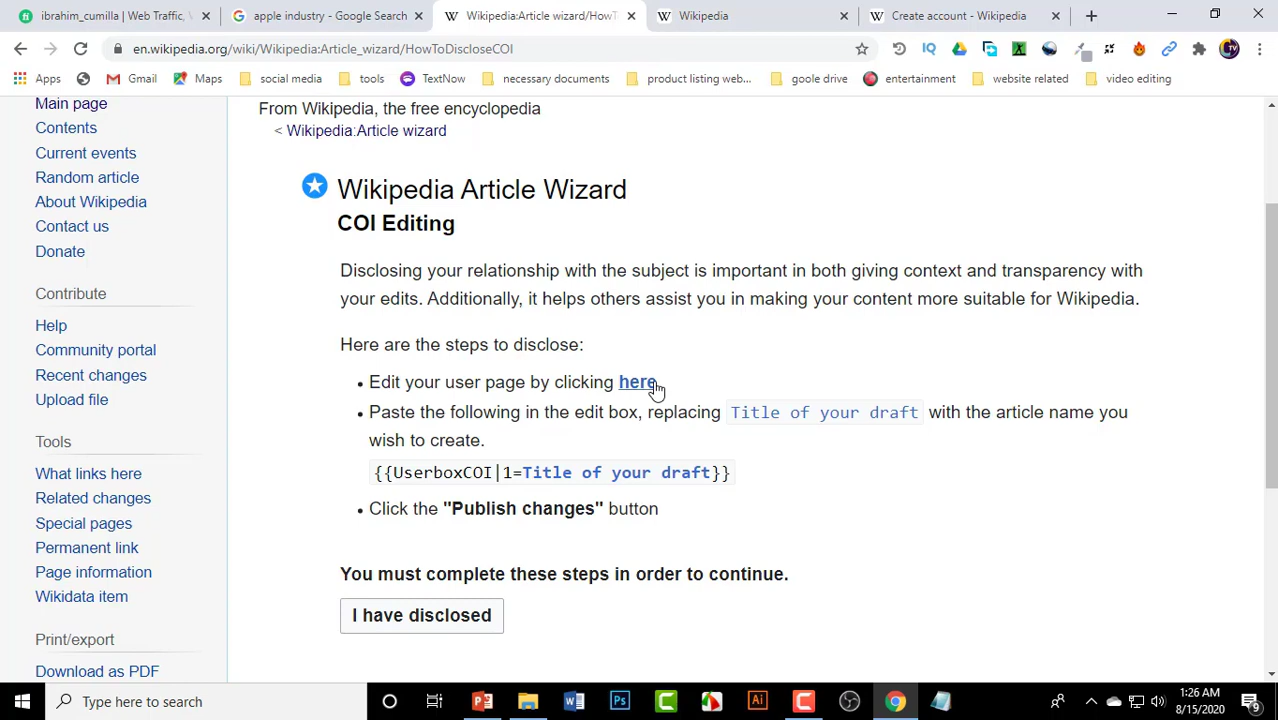 ibrahim_cumilla | Web Traffic,
apple industry - Google Search
Wikipedia:Article wizard/HowTo
Wikipedia
Create account - Wikipedia
en.wikipedia.org/wiki/Wikipedia:Article_wizard/HowToDiscloseCOI
Apps
Gmail
Maps
social media
tools
TextNow
necessary documents
product listing web...
goole drive
entertainment
website related
video editing
Main page
Contents
Current events
Random article
About Wikipedia
Contact us
Donate
Contribute
Help
Community portal
Recent changes
Upload file
Tools
What links here
Related changes
Special pages
Permanent link
Page information
Wikidata item
Print/export
Download as PDF
From Wikipedia, the free encyclopedia
< Wikipedia:Article wizard
Wikipedia Article Wizard
COI Editing
Disclosing your relationship with the subject is important in both giving context and transparency with
your edits. Additionally, it helps others assist you in making your content more suitable for Wikipedia.
Here are the steps to disclose:
• Edit your user page by clicking here
• Paste the following in the edit box, replacing Title of your draft with the article name you
wish to create.
{{UserboxCOI|1=Title of your draft}}
• Click the "Publish changes" button
You must complete these steps in order to continue.
I have disclosed
Type here to search
1:26 AM
8/15/2020